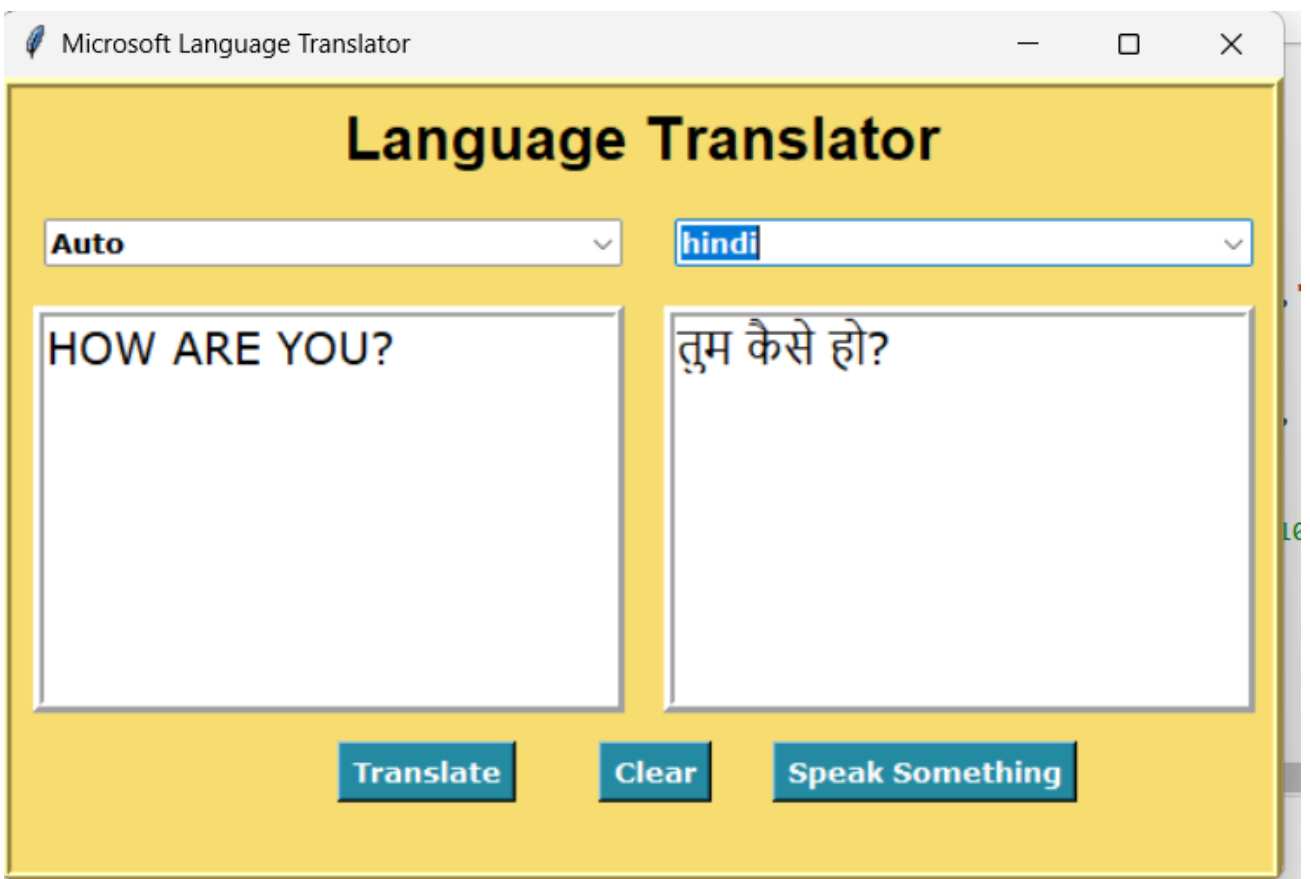 Microsoft Language Translator
Language Translator
Auto
hindi
HOW ARE YOU?
तुम कैसे हो?
Translate
Clear
Speak Something